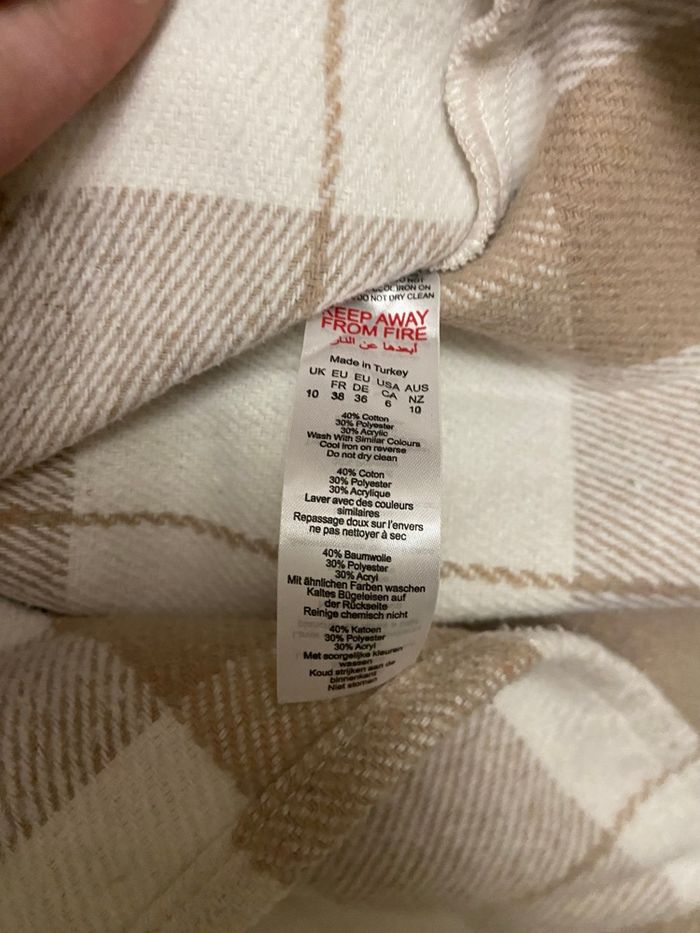 COOL IRON ON
DO NOT DRY CLEAN
KEEP AWAY
FROM FIRE
أبعدها عن النار
Made in Turkey
UK EU EU USA AUS
FR DE CA NZ
10 38 36 6 10
40% Cotton
30% Polyester
30% Acrylic
Wash With Similar Colours
Cool iron on reverse
Do not dry clean
40% Coton
30% Polyester
30% Acrylique
Laver avec des couleurs
similaires
Repassage doux sur l'envers
ne pas nettoyer à sec
40% Baumwolle
30% Polyester
30% Acryl
Mit ähnlichen Farben waschen
Kaltes Bügeleisen auf
der Rückseite
Reinige chemisch nicht
40% Katoen
30% Polyester
30% Acryl
Met soorgelijke kleuren
wassen
Koud strijken aan de
binnenkant
Niet stomen